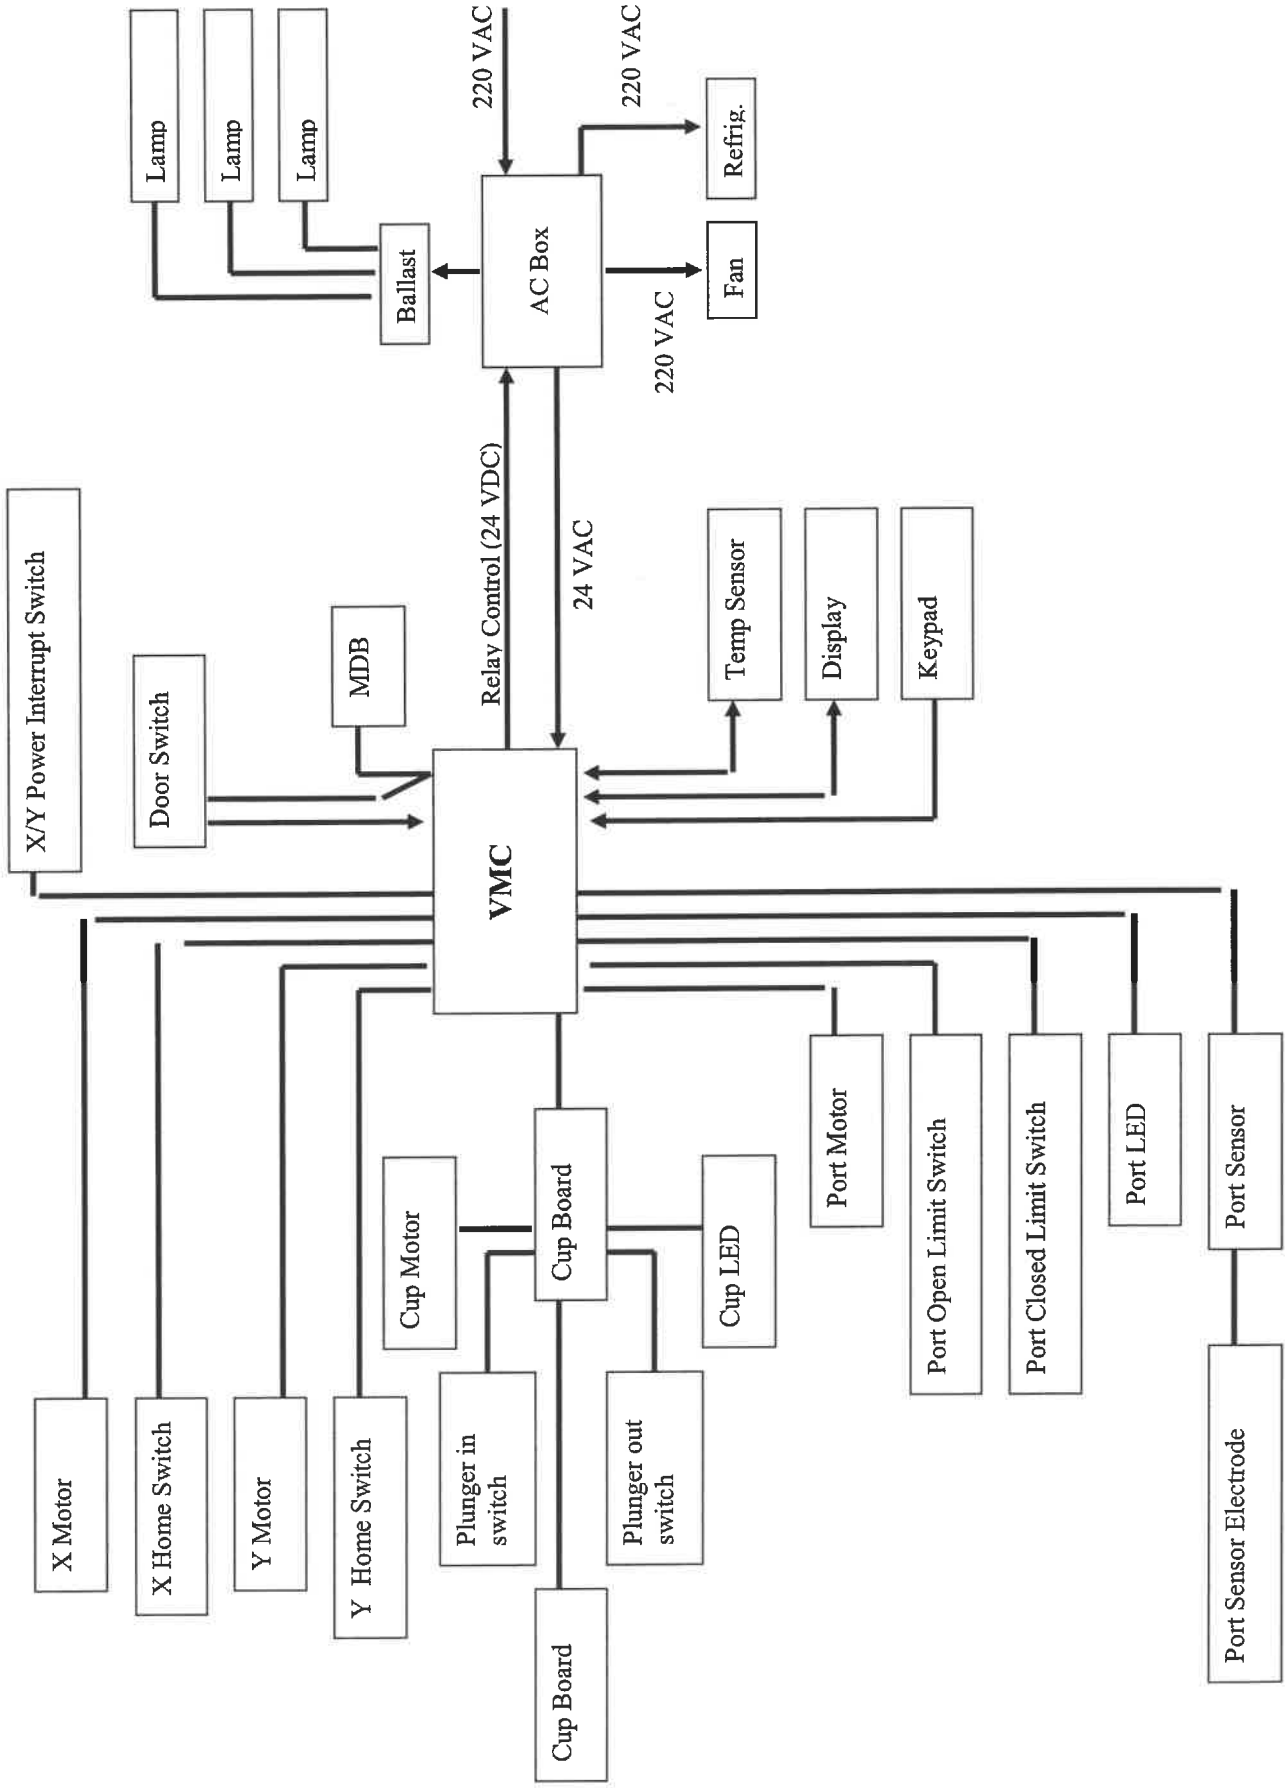 X Motor
X Home Switch
Y Motor
Y  Home Switch
Plunger in
switch
Cup Board
Plunger out
switch
Port Sensor Electrode
Cup Motor
Cup Board
Cup LED
Port Motor
Port Open Limit Switch
Port Closed Limit Switch
Port LED
Port Sensor
X/Y Power Interrupt Switch
Door Switch
MDB
VMC
Temp Sensor
Display
Keypad
Relay Control (24 VDC)
24 VAC
Lamp
Lamp
Lamp
Ballast
AC Box
220 VAC
220 VAC
220 VAC
Fan
Refrig.